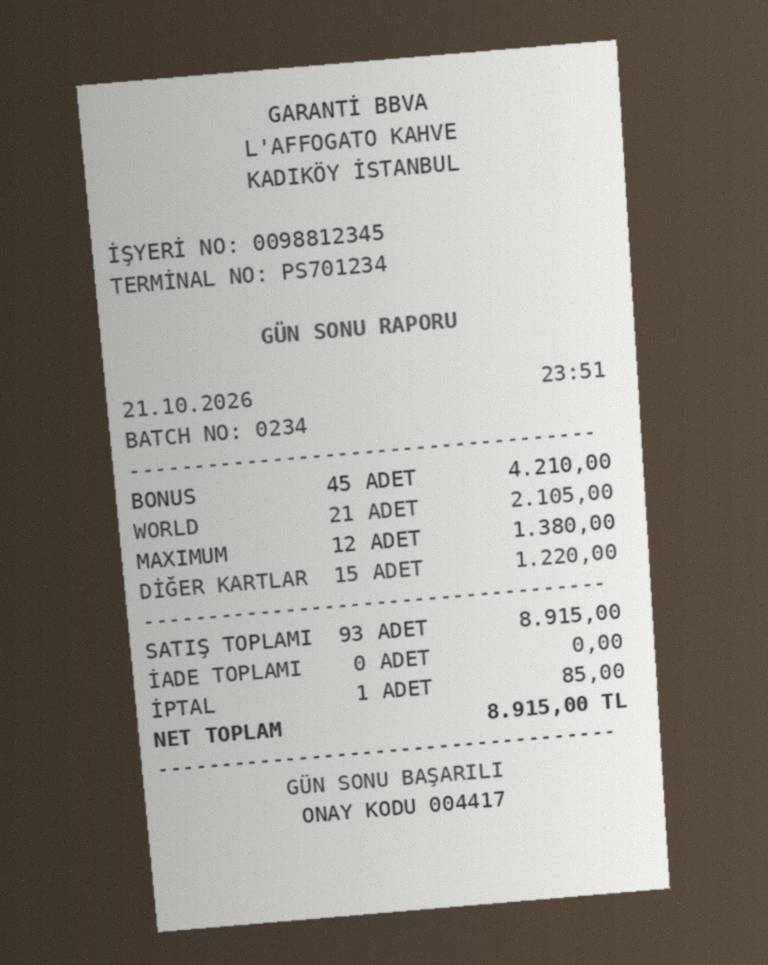 GARANTİ BBVA
L'AFFOGATO KAHVE
KADIKÖY İSTANBUL
İŞYERİ NO: 0098812345
TERMİNAL NO: PS701234
GÜN SONU RAPORU
21.10.2026 23:51
BATCH NO: 0234
------------------------------------
BONUS 45 ADET 4.210,00
WORLD 21 ADET 2.105,00
MAXIMUM 12 ADET 1.380,00
DİĞER KARTLAR 15 ADET 1.220,00
------------------------------------
SATIŞ TOPLAMI 93 ADET 8.915,00
İADE TOPLAMI 0 ADET 0,00
İPTAL 1 ADET 85,00
NET TOPLAM 8.915,00 TL
------------------------------------
GÜN SONU BAŞARILI
ONAY KODU 004417